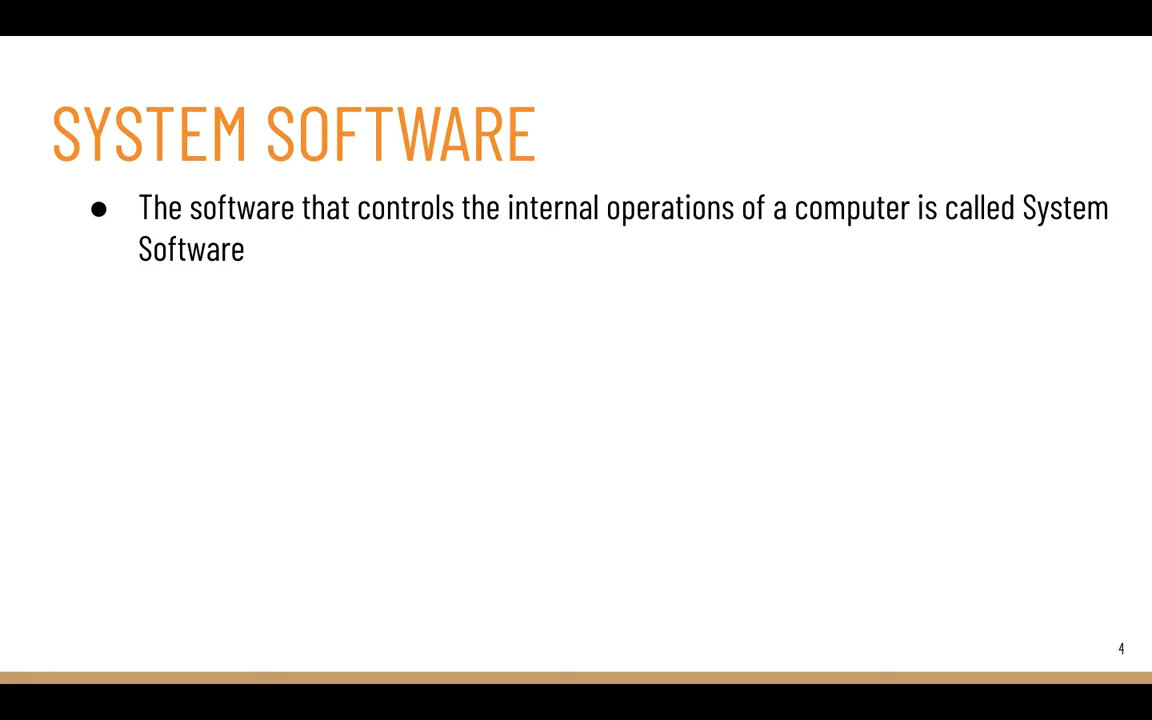 SYSTEM SOFTWARE
● The software that controls the internal operations of a computer is called System
Software
4